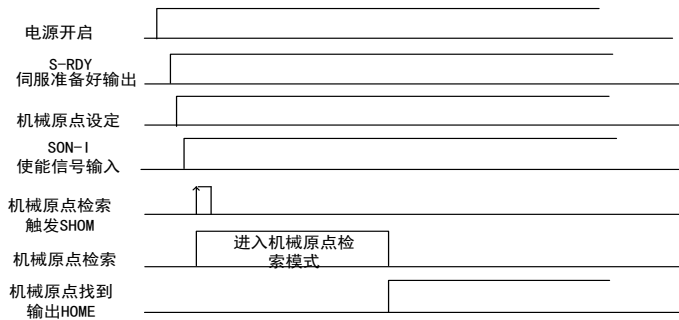 电源开启
S-RDY
伺服准备好输出
机械原点设定
SON-I
使能信号输入
机械原点检索
触发SHOM
机械原点检索
进入机械原点检
索模式
机械原点找到
输出HOME